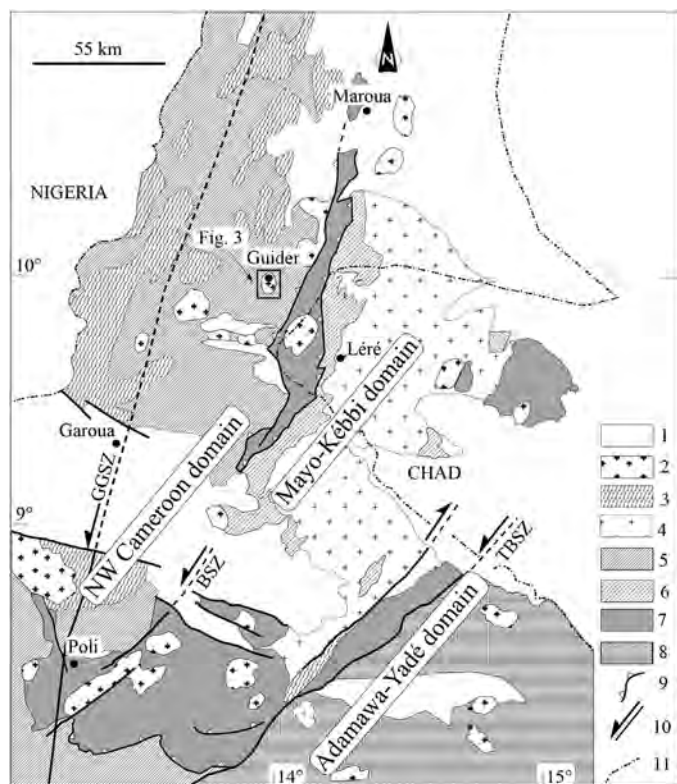 55 km
N
Maroua
NIGERIA
Fig. 3
Guider
10°
Léré
Mayo-Kébbi domain
Garoua
GGSZ
NW Cameroon domain
CHAD
9°
BSZ
TBSZ
Poli
Adamawa-Yadé domain
14°
15°
1
2
3
4
5
6
7
8
9
10
11